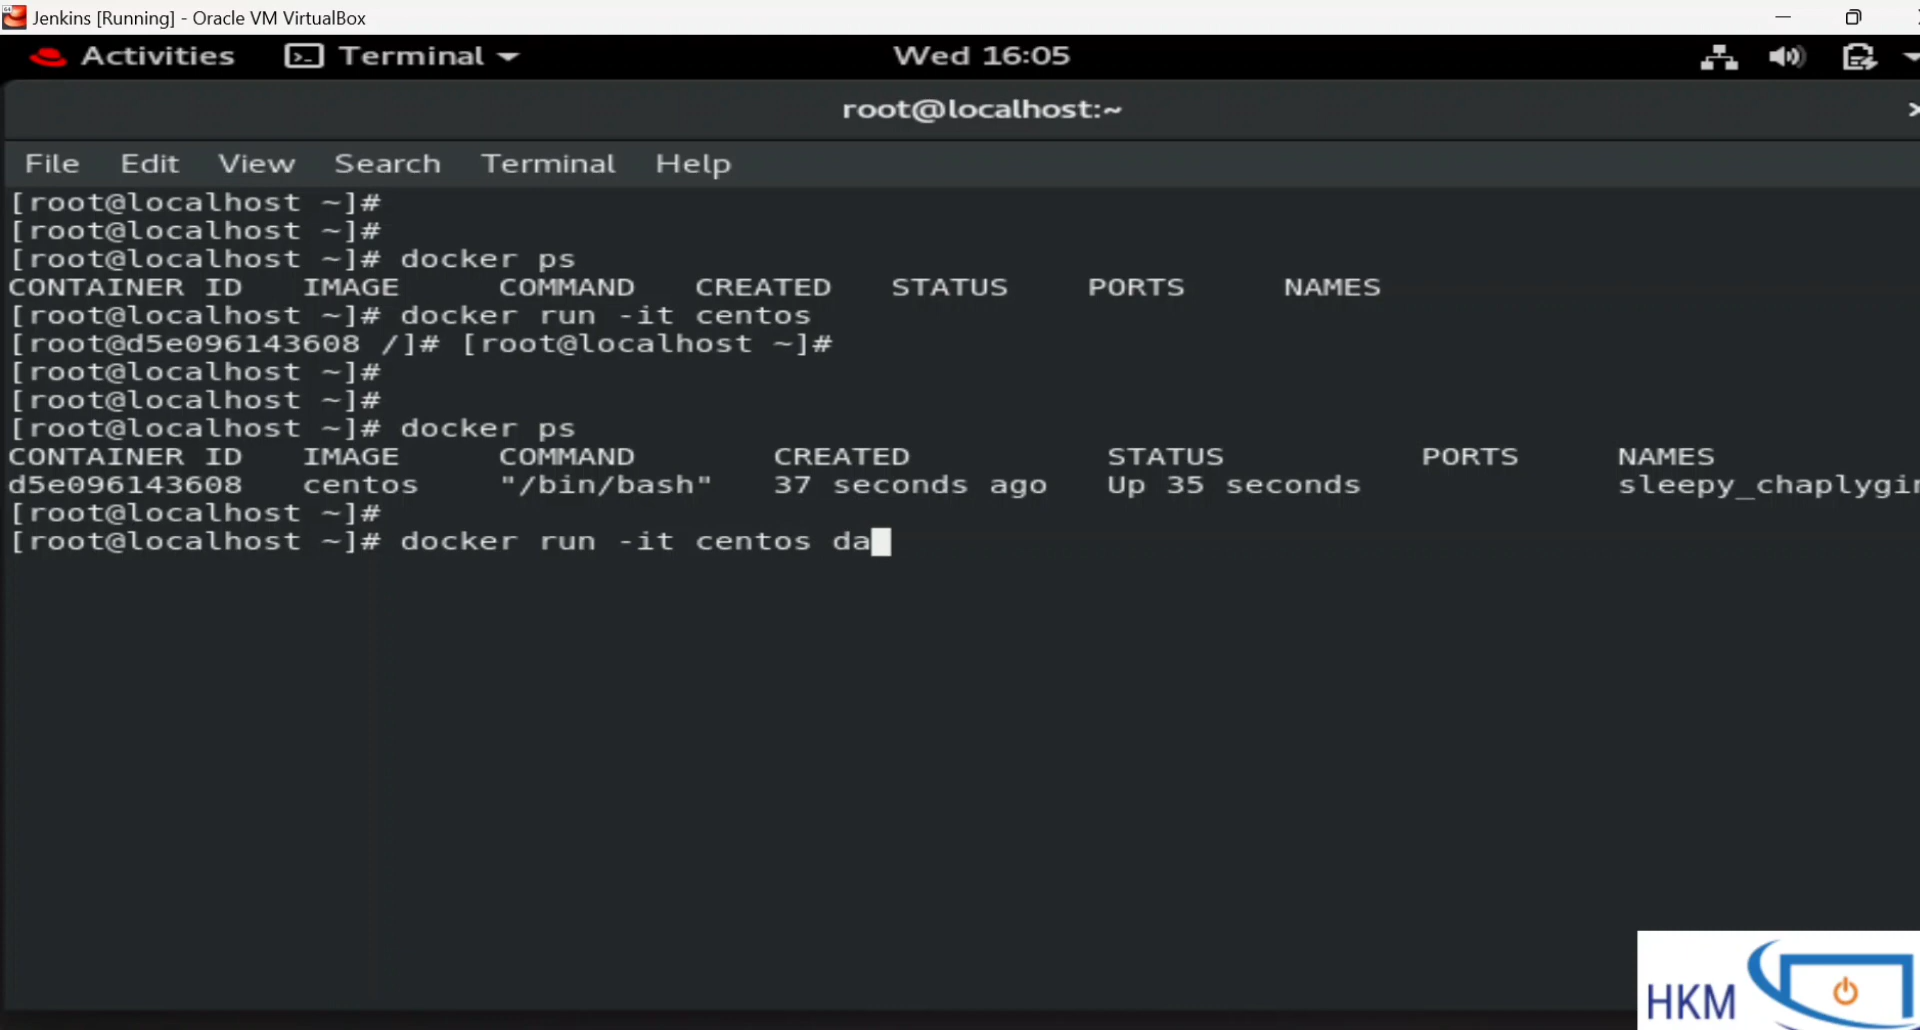 Jenkins [Running] - Oracle VM VirtualBox
Activities Terminal Wed 16:05
root@localhost:~
File Edit View Search Terminal Help
[root@localhost ~]#
[root@localhost ~]#
[root@localhost ~]# docker ps
CONTAINER ID IMAGE COMMAND CREATED STATUS PORTS NAMES
[root@localhost ~]# docker run -it centos
[root@d5e096143608 /]# [root@localhost ~]#
[root@localhost ~]#
[root@localhost ~]#
[root@localhost ~]# docker ps
CONTAINER ID IMAGE COMMAND CREATED STATUS PORTS NAMES
d5e096143608 centos "/bin/bash" 37 seconds ago Up 35 seconds sleepy_chaplygin
[root@localhost ~]#
[root@localhost ~]# docker run -it centos da
HKM